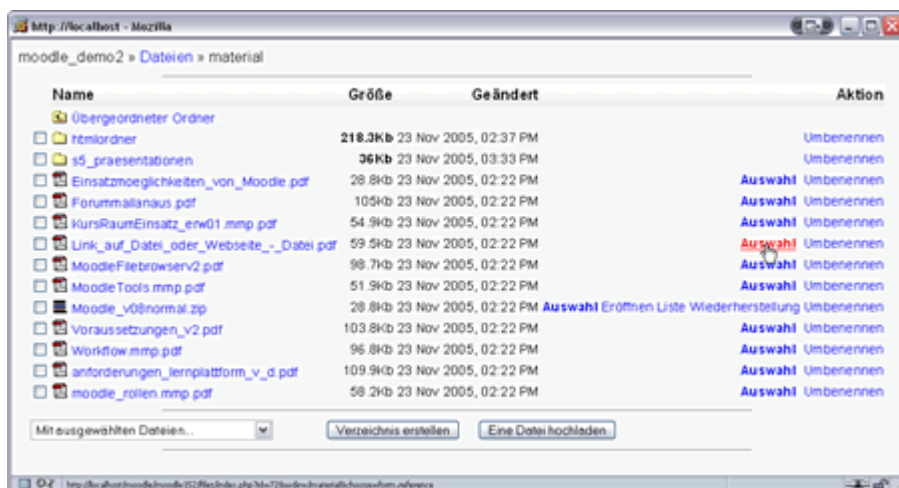 http://localhost - Mozilla
moodle_demo2 » Dateien » material
Name Größe Geändert Aktion
Übergeordneter Ordner
htmlordner 218.3Kb 23 Nov 2005, 02:37 PM Umbenennen
s5_praesentationen 36Kb 23 Nov 2005, 03:33 PM Umbenennen
Einsatzmoeglichkeiten_von_Moodle.pdf 28.8Kb 23 Nov 2005, 02:22 PM Auswahl Umbenennen
Forummailanaus.pdf 105Kb 23 Nov 2005, 02:22 PM Auswahl Umbenennen
KursRaumEinsatz_erw01.mmp.pdf 54.9Kb 23 Nov 2005, 02:22 PM Auswahl Umbenennen
Link_auf_Datei_oder_Webseite_-_Datei.pdf 59.5Kb 23 Nov 2005, 02:22 PM Auswahl Umbenennen
MoodleFilebrowserv2.pdf 98.7Kb 23 Nov 2005, 02:22 PM Auswahl Umbenennen
MoodleTools.mmp.pdf 51.9Kb 23 Nov 2005, 02:22 PM Auswahl Umbenennen
Moodle_v08normal.zip 28.8Kb 23 Nov 2005, 02:22 PM Auswahl Eröffnen Liste Wiederherstellung Umbenennen
Voraussetzungen_v2.pdf 103.8Kb 23 Nov 2005, 02:22 PM Auswahl Umbenennen
Workflow.mmp.pdf 96.8Kb 23 Nov 2005, 02:22 PM Auswahl Umbenennen
anforderungen_lernplattform_v_d.pdf 109.9Kb 23 Nov 2005, 02:22 PM Auswahl Umbenennen
moodle_rollen.mmp.pdf 58.2Kb 23 Nov 2005, 02:22 PM Auswahl Umbenennen
Mit ausgewählten Dateien... Verzeichnis erstellen Eine Datei hochladen